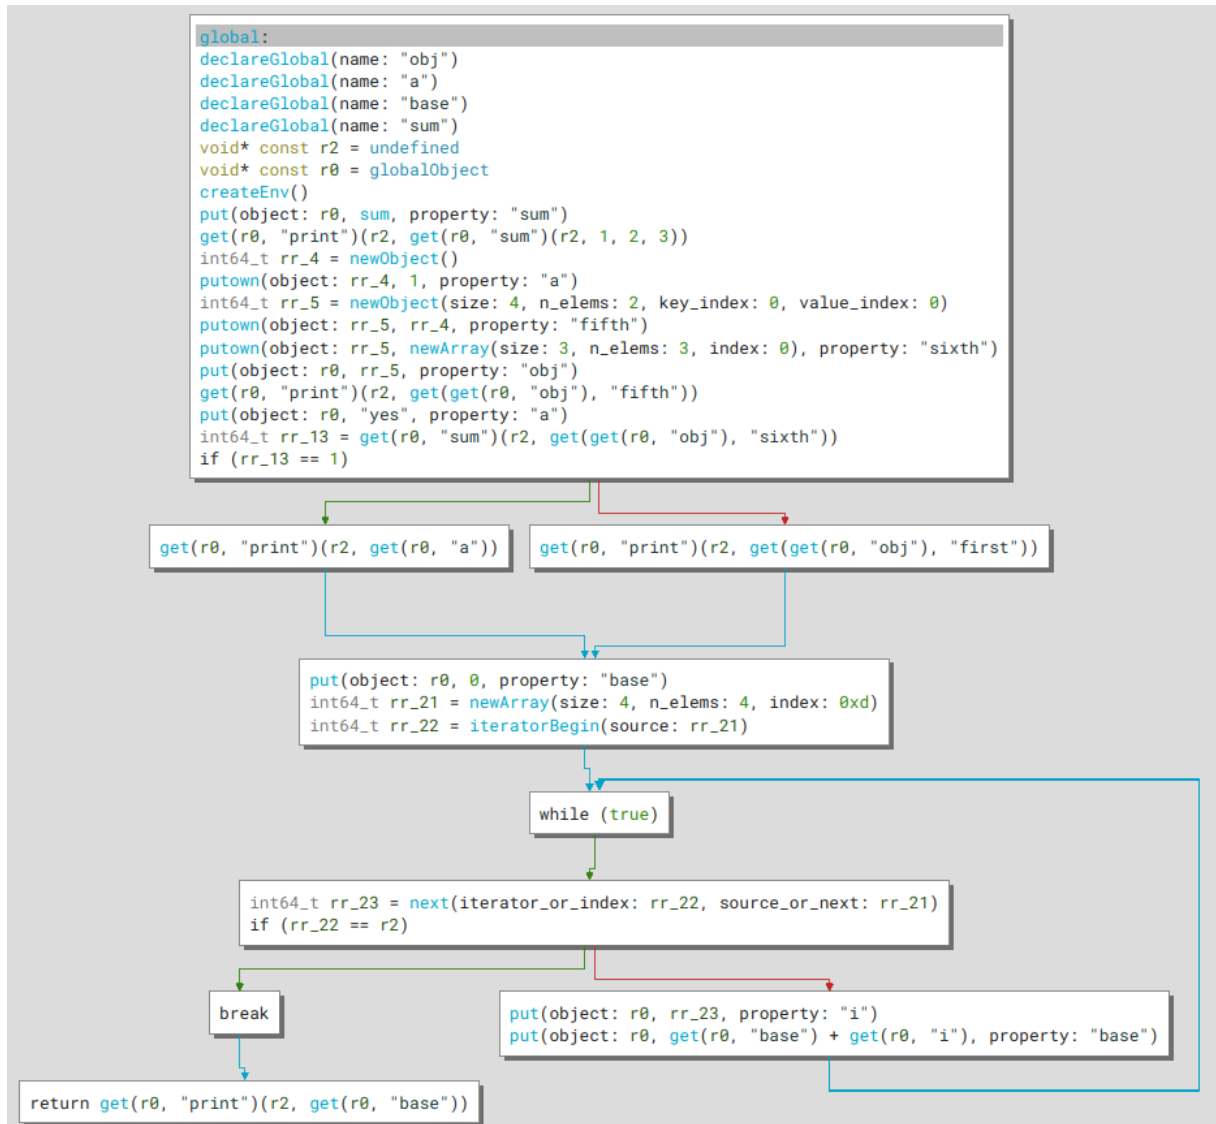 global:
declareGlobal(name: "obj")
declareGlobal(name: "a")
declareGlobal(name: "base")
declareGlobal(name: "sum")
void* const r2 = undefined
void* const r0 = globalObject
createEnv()
put(object: r0, sum, property: "sum")
get(r0, "print")(r2, get(r0, "sum")(r2, 1, 2, 3))
int64_t rr_4 = newObject()
putown(object: rr_4, 1, property: "a")
int64_t rr_5 = newObject(size: 4, n_elems: 2, key_index: 0, value_index: 0)
putown(object: rr_5, rr_4, property: "fifth")
putown(object: rr_5, newArray(size: 3, n_elems: 3, index: 0), property: "sixth")
put(object: r0, rr_5, property: "obj")
get(r0, "print")(r2, get(get(r0, "obj"), "fifth"))
put(object: r0, "yes", property: "a")
int64_t rr_13 = get(r0, "sum")(r2, get(get(r0, "obj"), "sixth"))
if (rr_13 == 1)
get(r0, "print")(r2, get(r0, "a"))
get(r0, "print")(r2, get(get(r0, "obj"), "first"))
put(object: r0, 0, property: "base")
int64_t rr_21 = newArray(size: 4, n_elems: 4, index: 0xd)
int64_t rr_22 = iteratorBegin(source: rr_21)
while (true)
int64_t rr_23 = next(iterator_or_index: rr_22, source_or_next: rr_21)
if (rr_22 == r2)
break
put(object: r0, rr_23, property: "i")
put(object: r0, get(r0, "base") + get(r0, "i"), property: "base")
return get(r0, "print")(r2, get(r0, "base"))